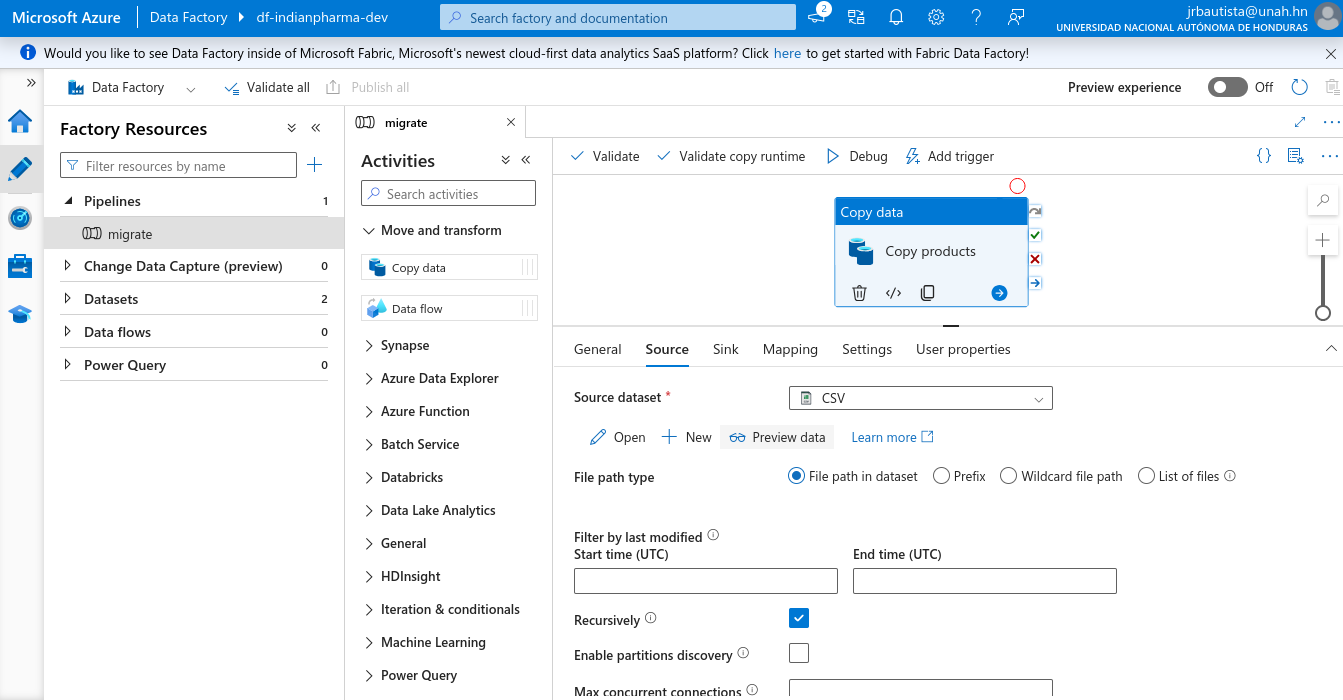 Microsoft Azure
Data Factory
df-indianpharma-dev
Search factory and documentation
2
jrbautista@unah.hn
UNIVERSIDAD NACIONAL AUTÓNOMA DE HONDURAS
Would you like to see Data Factory inside of Microsoft Fabric, Microsoft's newest cloud-first data analytics SaaS platform? Click here to get started with Fabric Data Factory!
Data Factory
Validate all
Publish all
Preview experience
Off
Factory Resources
Filter resources by name
Pipelines 1
migrate
Change Data Capture (preview) 0
Datasets 2
Data flows 0
Power Query 0
migrate
Activities
Search activities
Move and transform
Copy data
Data flow
Synapse
Azure Data Explorer
Azure Function
Batch Service
Databricks
Data Lake Analytics
General
HDInsight
Iteration & conditionals
Machine Learning
Power Query
Validate
Validate copy runtime
Debug
Add trigger
Copy data
Copy products
General
Source
Sink
Mapping
Settings
User properties
Source dataset *
CSV
Open
New
Preview data
Learn more
File path type
File path in dataset
Prefix
Wildcard file path
List of files
Filter by last modified
Start time (UTC)
End time (UTC)
Recursively
Enable partitions discovery
Max concurrent connections